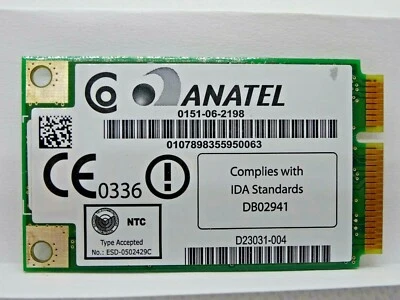 ANATEL
0151-06-2198
0107898355950063
CE 0336 !
Complies with
IDA Standards
DB02941
NTC
Type Accepted
No.: ESD-0502429C
D23031-004